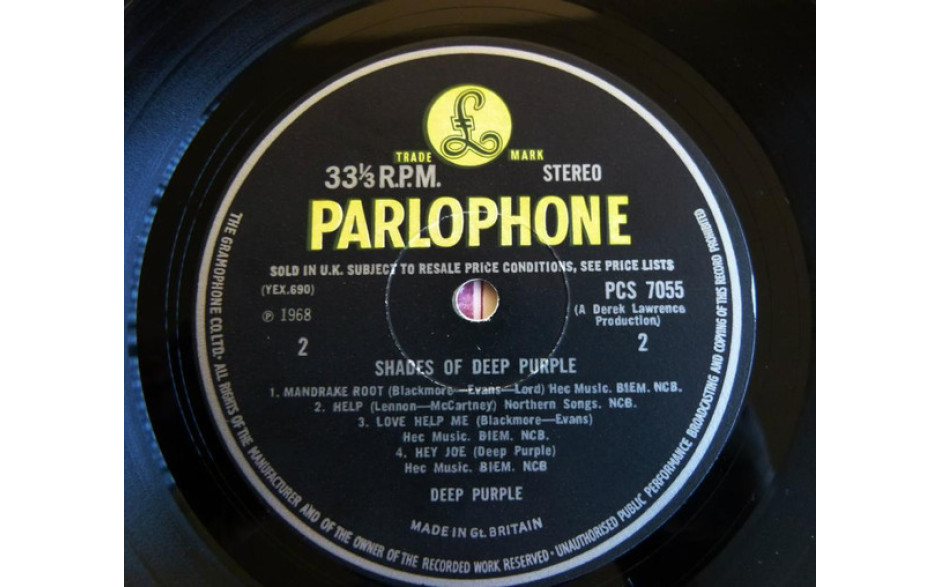 £
TRADE MARK
33⅓ R.P.M. STEREO
PARLOPHONE
SOLD IN U.K. SUBJECT TO RESALE PRICE CONDITIONS, SEE PRICE LISTS
(YEX.690) PCS 7055
℗ 1968 (A Derek Lawrence
Production)
2 2
SHADES OF DEEP PURPLE
1. MANDRAKE ROOT (Blackmore—Evans—Lord) Hec Music. BIEM. NCB.
2. HELP (Lennon—McCartney) Northern Songs. NCB.
3. LOVE HELP ME (Blackmore—Evans)
Hec Music. BIEM. NCB.
4. HEY JOE (Deep Purple)
Hec Music. BIEM. NCB
DEEP PURPLE
MADE IN GT. BRITAIN
THE GRAMOPHONE CO. LTD. ALL RIGHTS OF THE MANUFACTURER AND OF THE OWNER OF THE RECORDED WORK RESERVED · UNAUTHORISED PUBLIC PERFORMANCE BROADCASTING AND COPYING OF THIS RECORD PROHIBITED